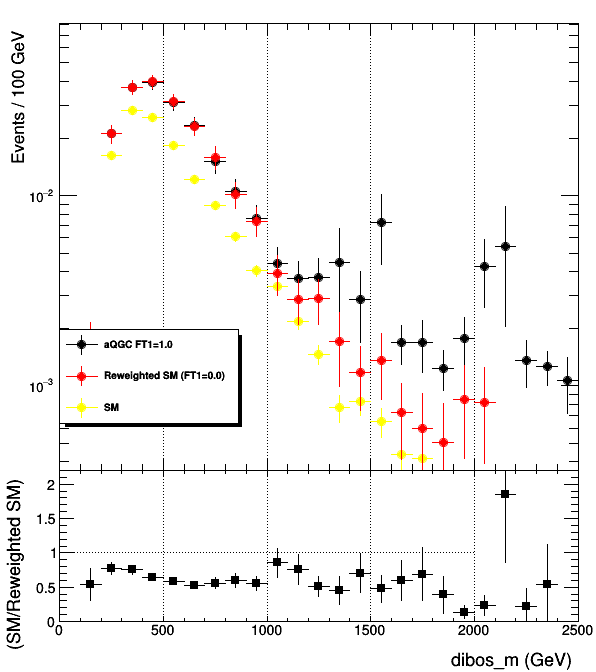 Events / 100 GeV
10⁻²
10⁻³
aQGC FT1=1.0
Reweighted SM (FT1=0.0)
SM
(SM/Reweighted SM)
2
1.5
1
0.5
0
0 500 1000 1500 2000 2500
dibos_m (GeV)